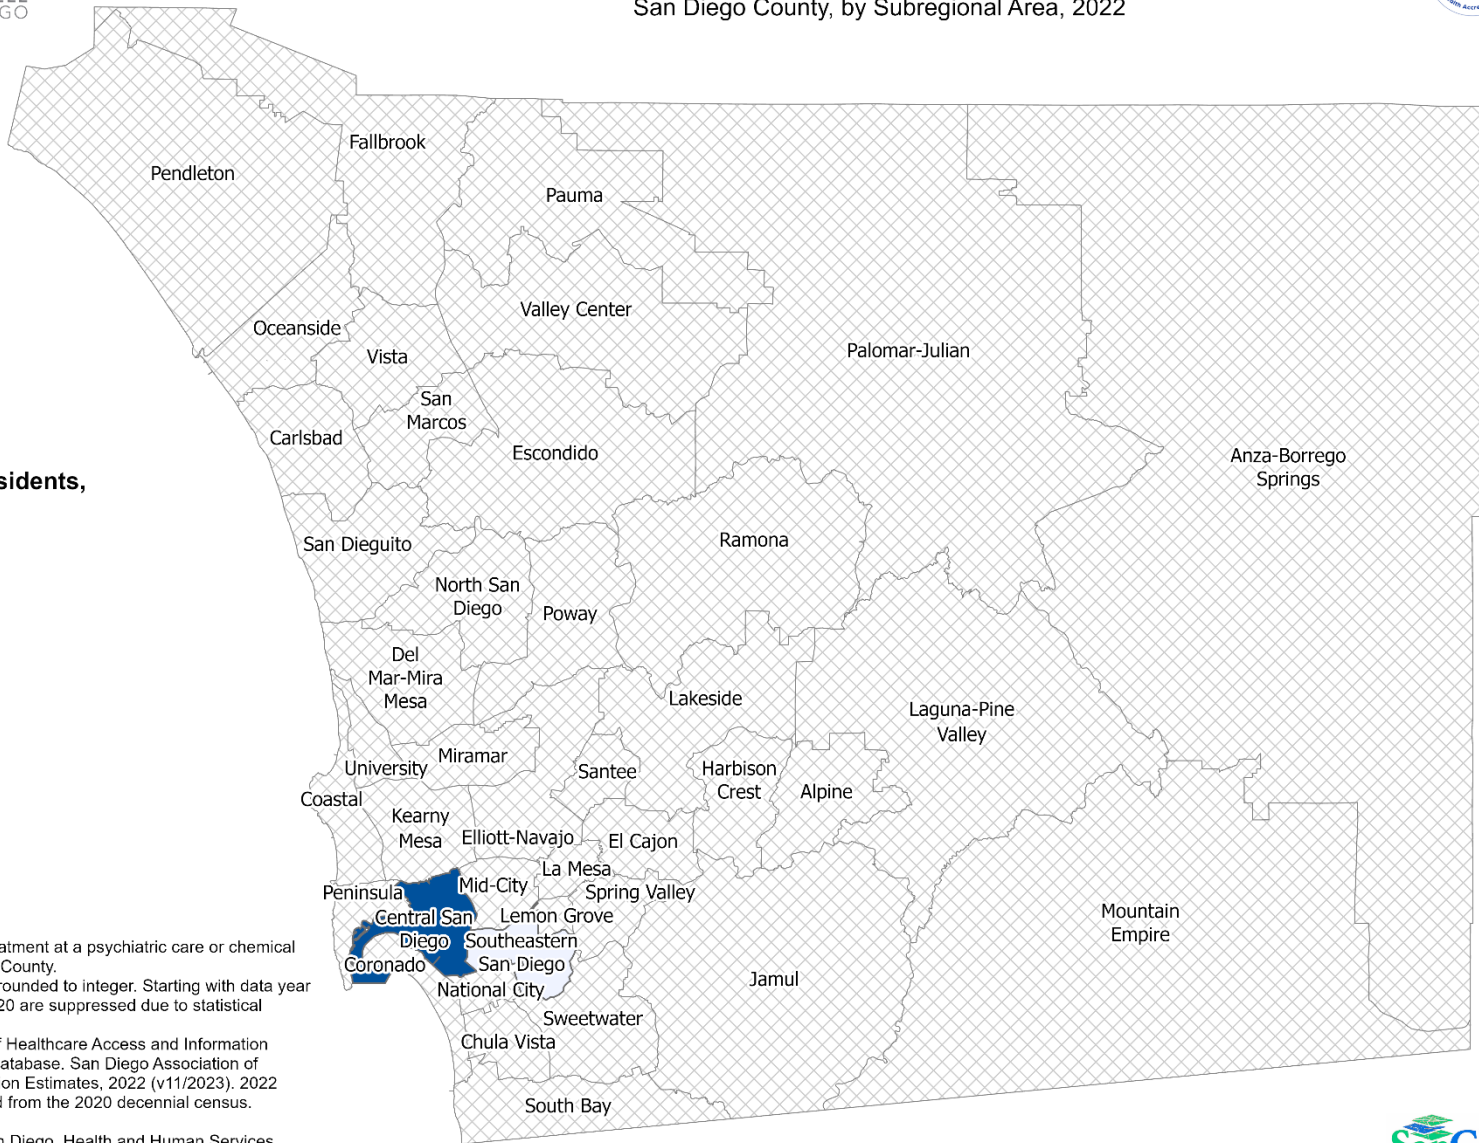 GO
San Diego County, by Subregional Area, 2022
Fallbrook
Pendleton
Pauma
Valley Center
Oceanside
Vista
Palomar-Julian
San
Marcos
Carlsbad
Escondido
Anza-Borrego
Springs
sidents,
Ramona
San Dieguito
North San
Diego
Poway
Del
Mar-Mira
Mesa
Lakeside
Laguna-Pine
Valley
Miramar
University
Santee
Harbison
Crest
Alpine
Coastal
Kearny
Mesa
Elliott-Navajo
El Cajon
La Mesa
Peninsula
Mid-City
Spring Valley
Central San
Diego
Lemon Grove
Mountain
Empire
Southeastern
San Diego
Coronado
Jamul
National City
Sweetwater
Chula Vista
South Bay
atment at a psychiatric care or chemical
County.
rounded to integer. Starting with data year
20 are suppressed due to statistical
f Healthcare Access and Information
atabase. San Diego Association of
on Estimates, 2022 (v11/2023). 2022
d from the 2020 decennial census.
n Diego, Health and Human Services